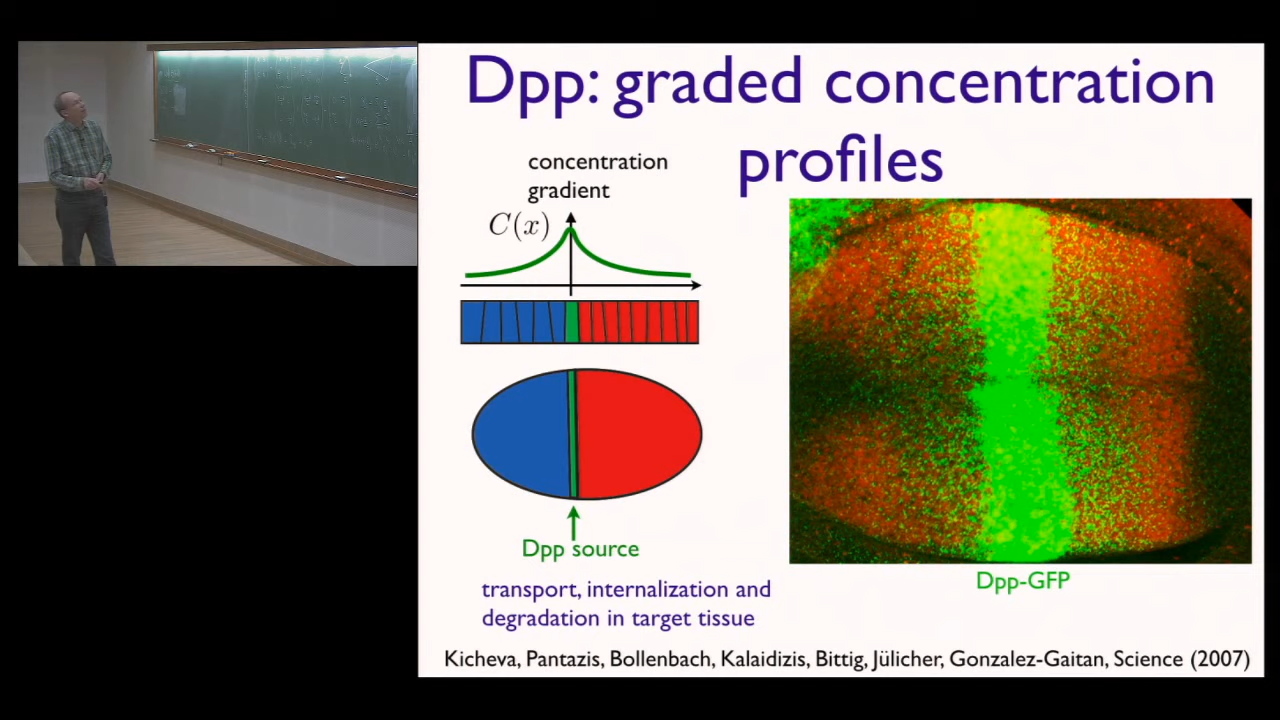 Dpp: graded concentration
profiles
concentration
gradient
C(x)
Dpp source
transport, internalization and
degradation in target tissue
Dpp-GFP
Kicheva, Pantazis, Bollenbach, Kalaidizis, Bittig, Jülicher, Gonzalez-Gaitan, Science (2007)